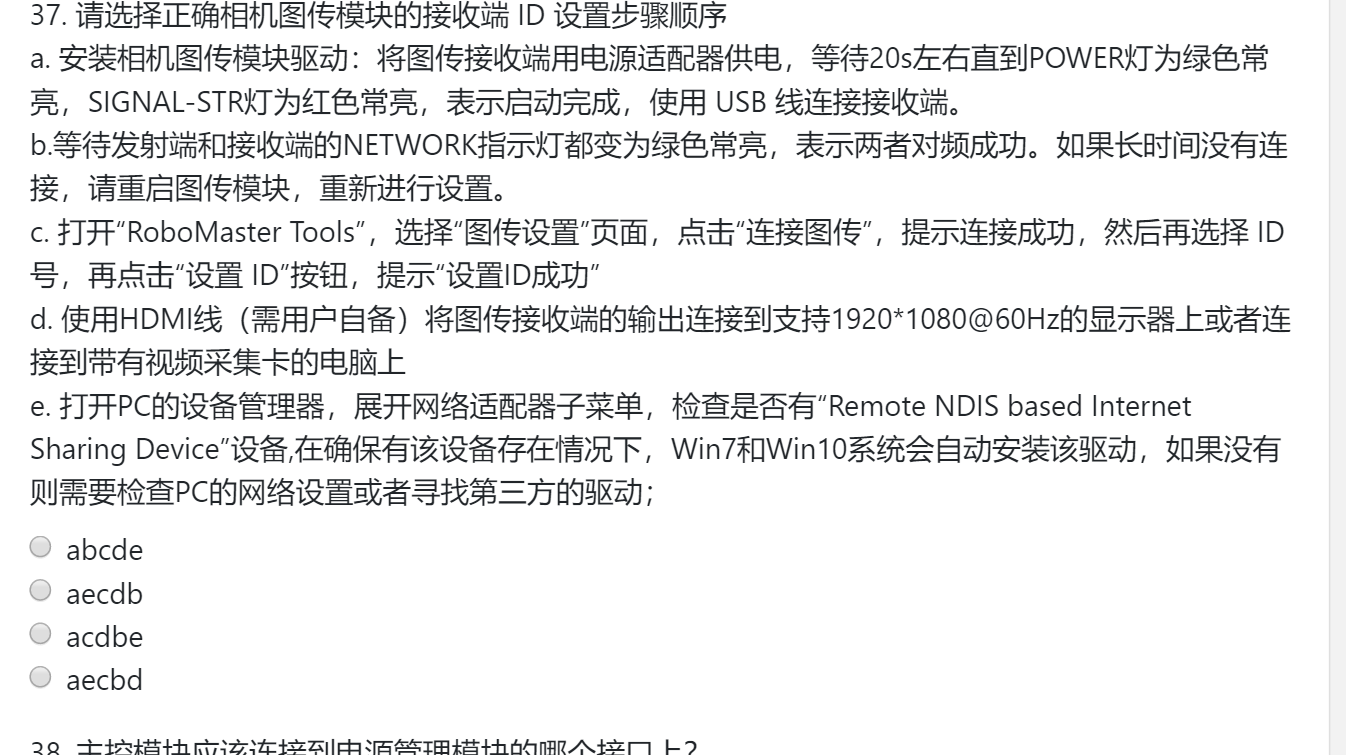 37. 请选择正确相机图传模块的接收端 ID 设置步骤顺序
a. 安装相机图传模块驱动：将图传接收端用电源适配器供电，等待20s左右直到POWER灯为绿色常
亮，SIGNAL-STR灯为红色常亮，表示启动完成，使用 USB 线连接接收端。
b.等待发射端和接收端的NETWORK指示灯都变为绿色常亮，表示两者对频成功。如果长时间没有连
接，请重启图传模块，重新进行设置。
c. 打开“RoboMaster Tools”，选择“图传设置”页面，点击“连接图传”，提示连接成功，然后再选择 ID
号，再点击“设置 ID”按钮，提示“设置ID成功”
d. 使用HDMI线（需用户自备）将图传接收端的输出连接到支持1920*1080@60Hz的显示器上或者连
接到带有视频采集卡的电脑上
e. 打开PC的设备管理器，展开网络适配器子菜单，检查是否有“Remote NDIS based Internet
Sharing Device”设备,在确保有该设备存在情况下，Win7和Win10系统会自动安装该驱动，如果没有
则需要检查PC的网络设置或者寻找第三方的驱动；
abcde
aecdb
acdbe
aecbd
38. 主控模块应该连接到电源管理模块的哪个接口上？